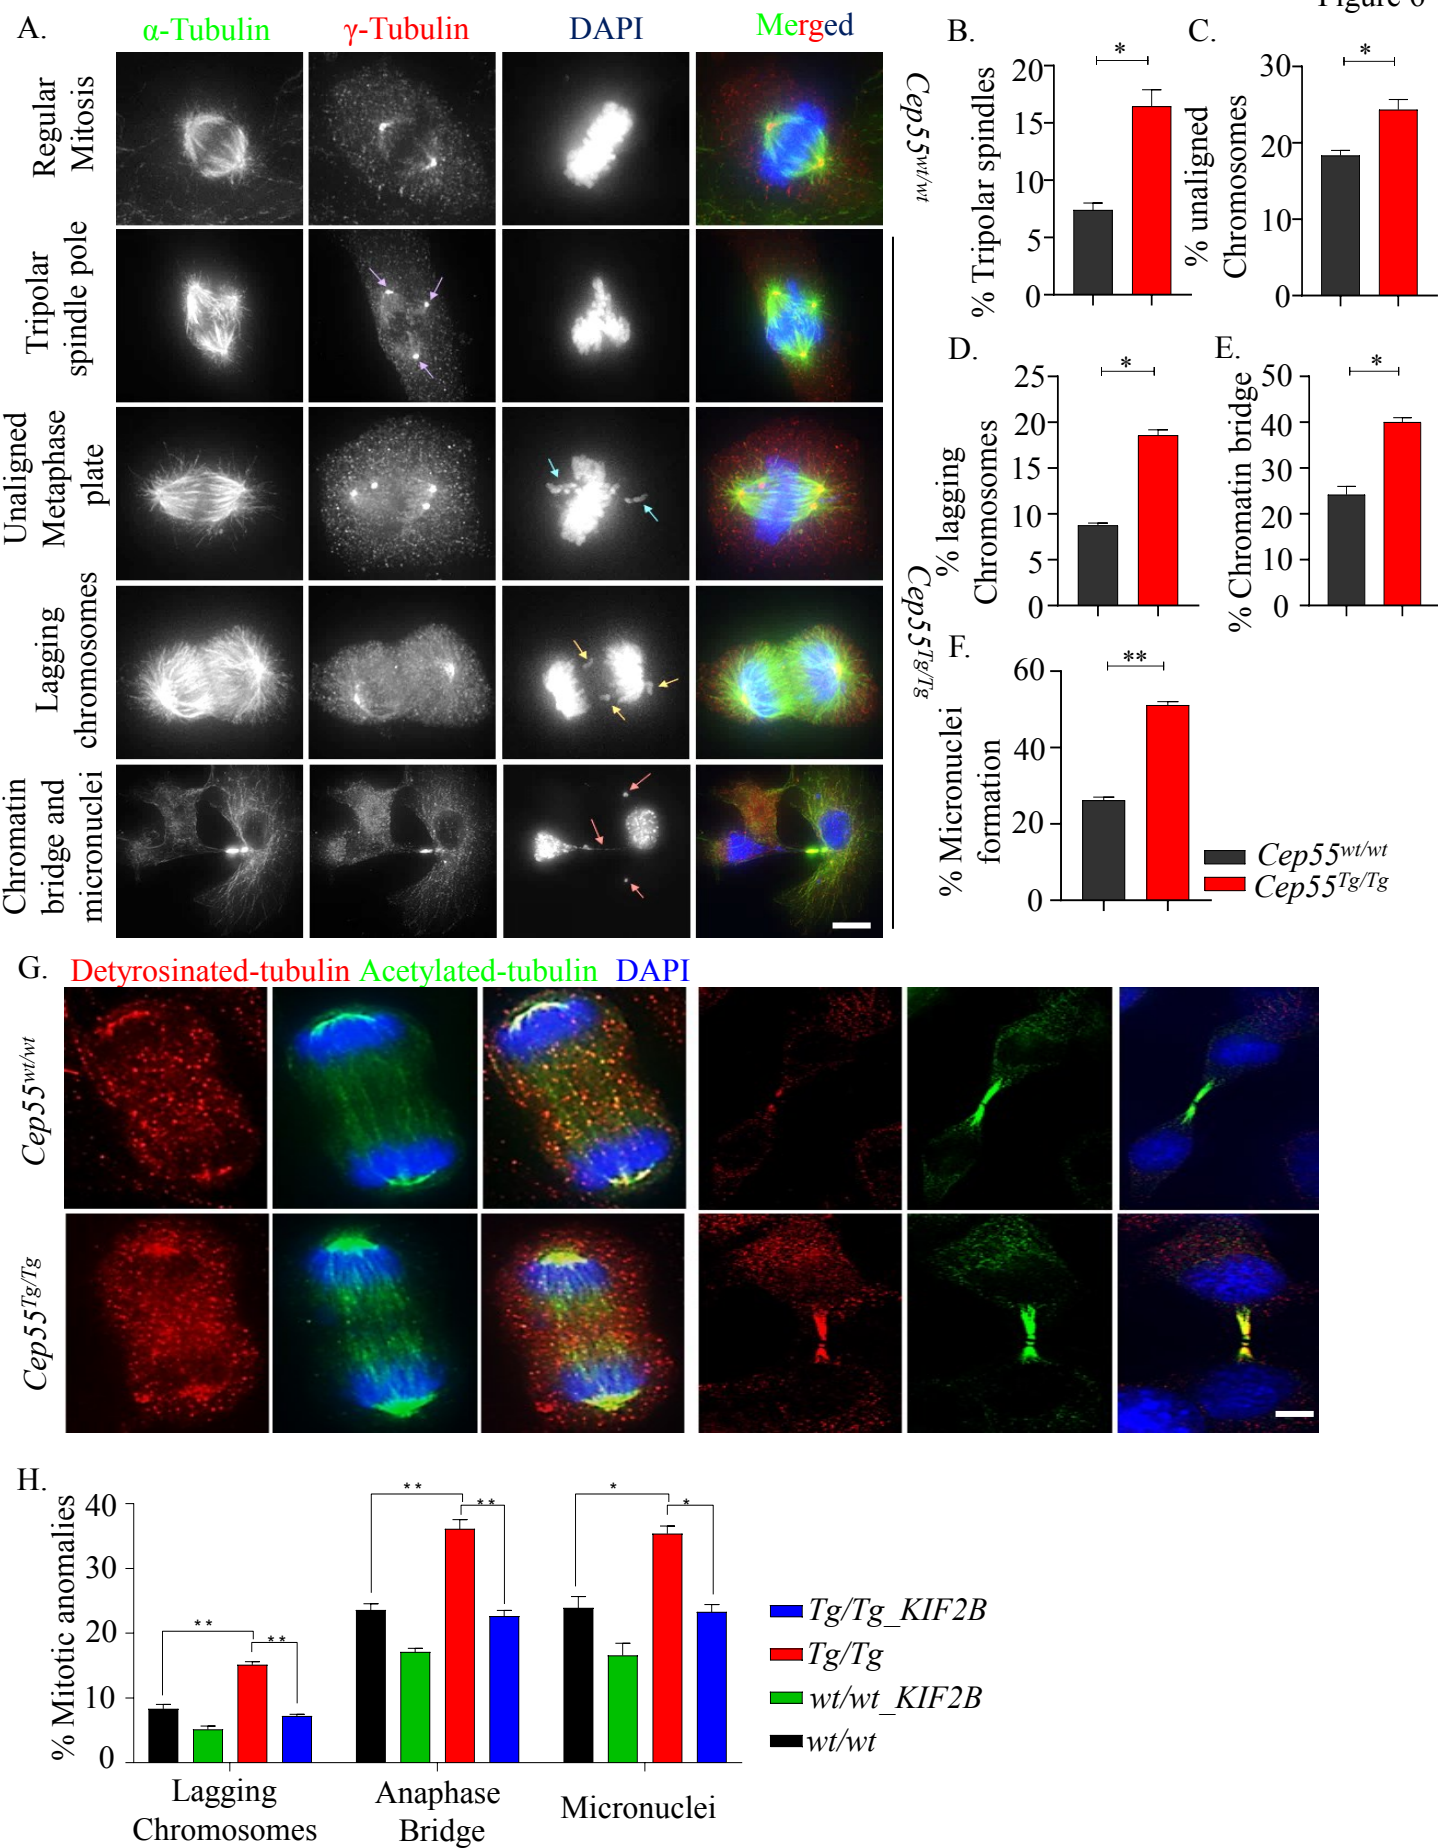 Figure 6
A.
α-Tubulin
γ-Tubulin
DAPI
Merged
Regular
Mitosis
Tripolar
spindle pole
Unaligned
Metaphase
plate
Lagging
chromosomes
Chromatin
bridge and
micronuclei
Cep55wt/wt
Cep55Tg/Tg
B.
*
% Tripolar spindles
20
15
10
5
0
C.
*
% unaligned
Chromosomes
30
20
10
0
D.
*
% lagging
Chromosomes
25
20
15
10
5
0
E.
*
% Chromatin bridge
50
40
30
20
10
0
F.
**
% Micronuclei
formation
60
40
20
0
Cep55wt/wt
Cep55Tg/Tg
G.
Detyrosinated-tubulin Acetylated-tubulin DAPI
Cep55wt/wt
Cep55Tg/Tg
H.
% Mitotic anomalies
40
30
20
10
0
** **
** **
* *
Lagging
Chromosomes
Anaphase
Bridge
Micronuclei
Tg/Tg_KIF2B
Tg/Tg
wt/wt_KIF2B
wt/wt